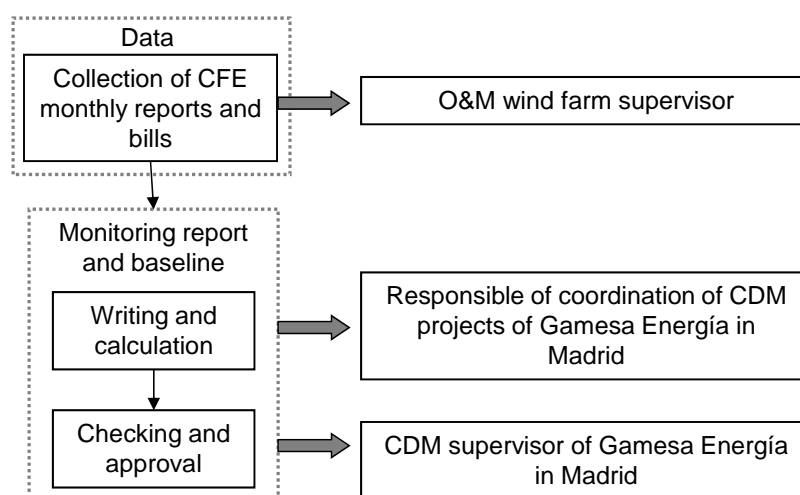 Data
Collection of CFE
monthly reports and
bills
O&M wind farm supervisor
Monitoring report
and baseline
Writing and
calculation
Responsible of coordination of CDM
projects of Gamesa Energía in
Madrid
Checking and
approval
CDM supervisor of Gamesa Energía
in Madrid